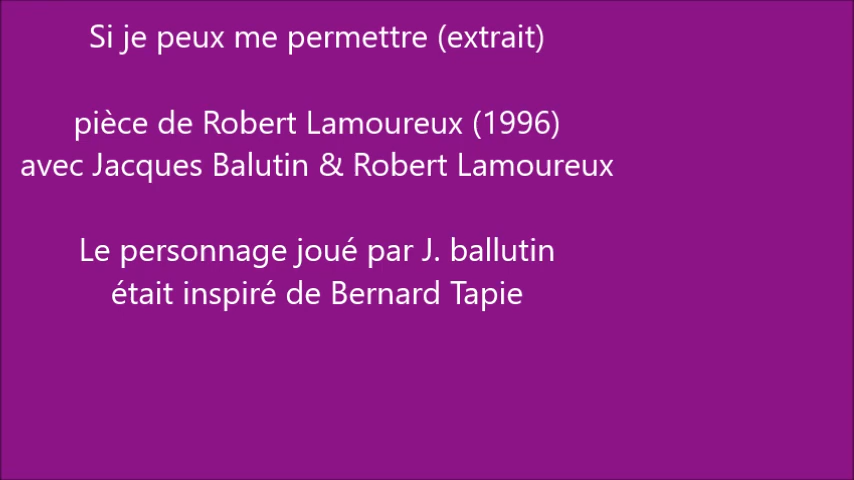 Si je peux me permettre (extrait)
pièce de Robert Lamoureux (1996)
avec Jacques Balutin & Robert Lamoureux
Le personnage joué par J. ballutin
était inspiré de Bernard Tapie